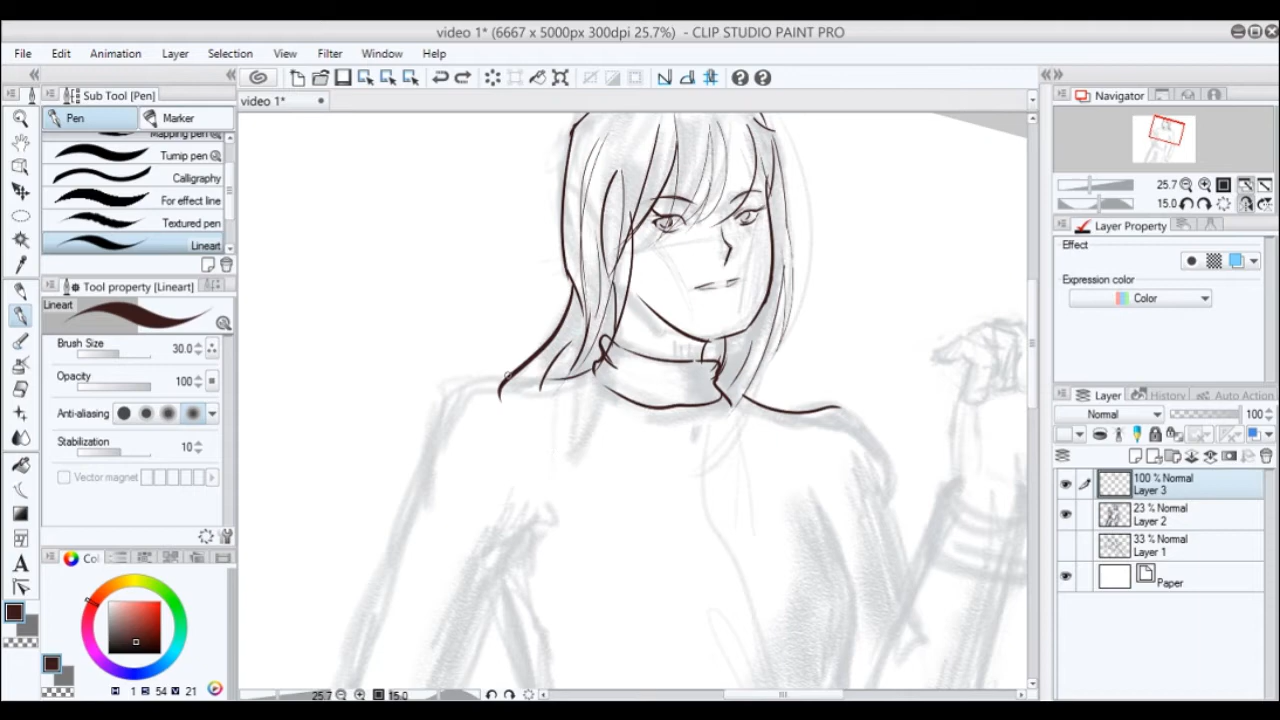 video 1* (6667 x 5000px 300dpi 25.7%) - CLIP STUDIO PAINT PRO
File Edit Animation Layer Selection View Filter Window Help
Sub Tool [Pen]
video 1*
Navigator
Pen
Marker
Mapping pen
Turnip pen
Calligraphy
For effect line
Textured pen
Lineart
25.7
15.0
Layer Property
Effect
Expression color
Color
Tool property [Lineart]
Lineart
Brush Size 30.0
Opacity 100
Anti-aliasing
Stabilization 10
Vector magnet
Layer History Auto Action
Normal 100
100 % Normal
Layer 3
23 % Normal
Layer 2
33 % Normal
Layer 1
Paper
Col
A
H 1 S 54 V 21
25.7 15.0